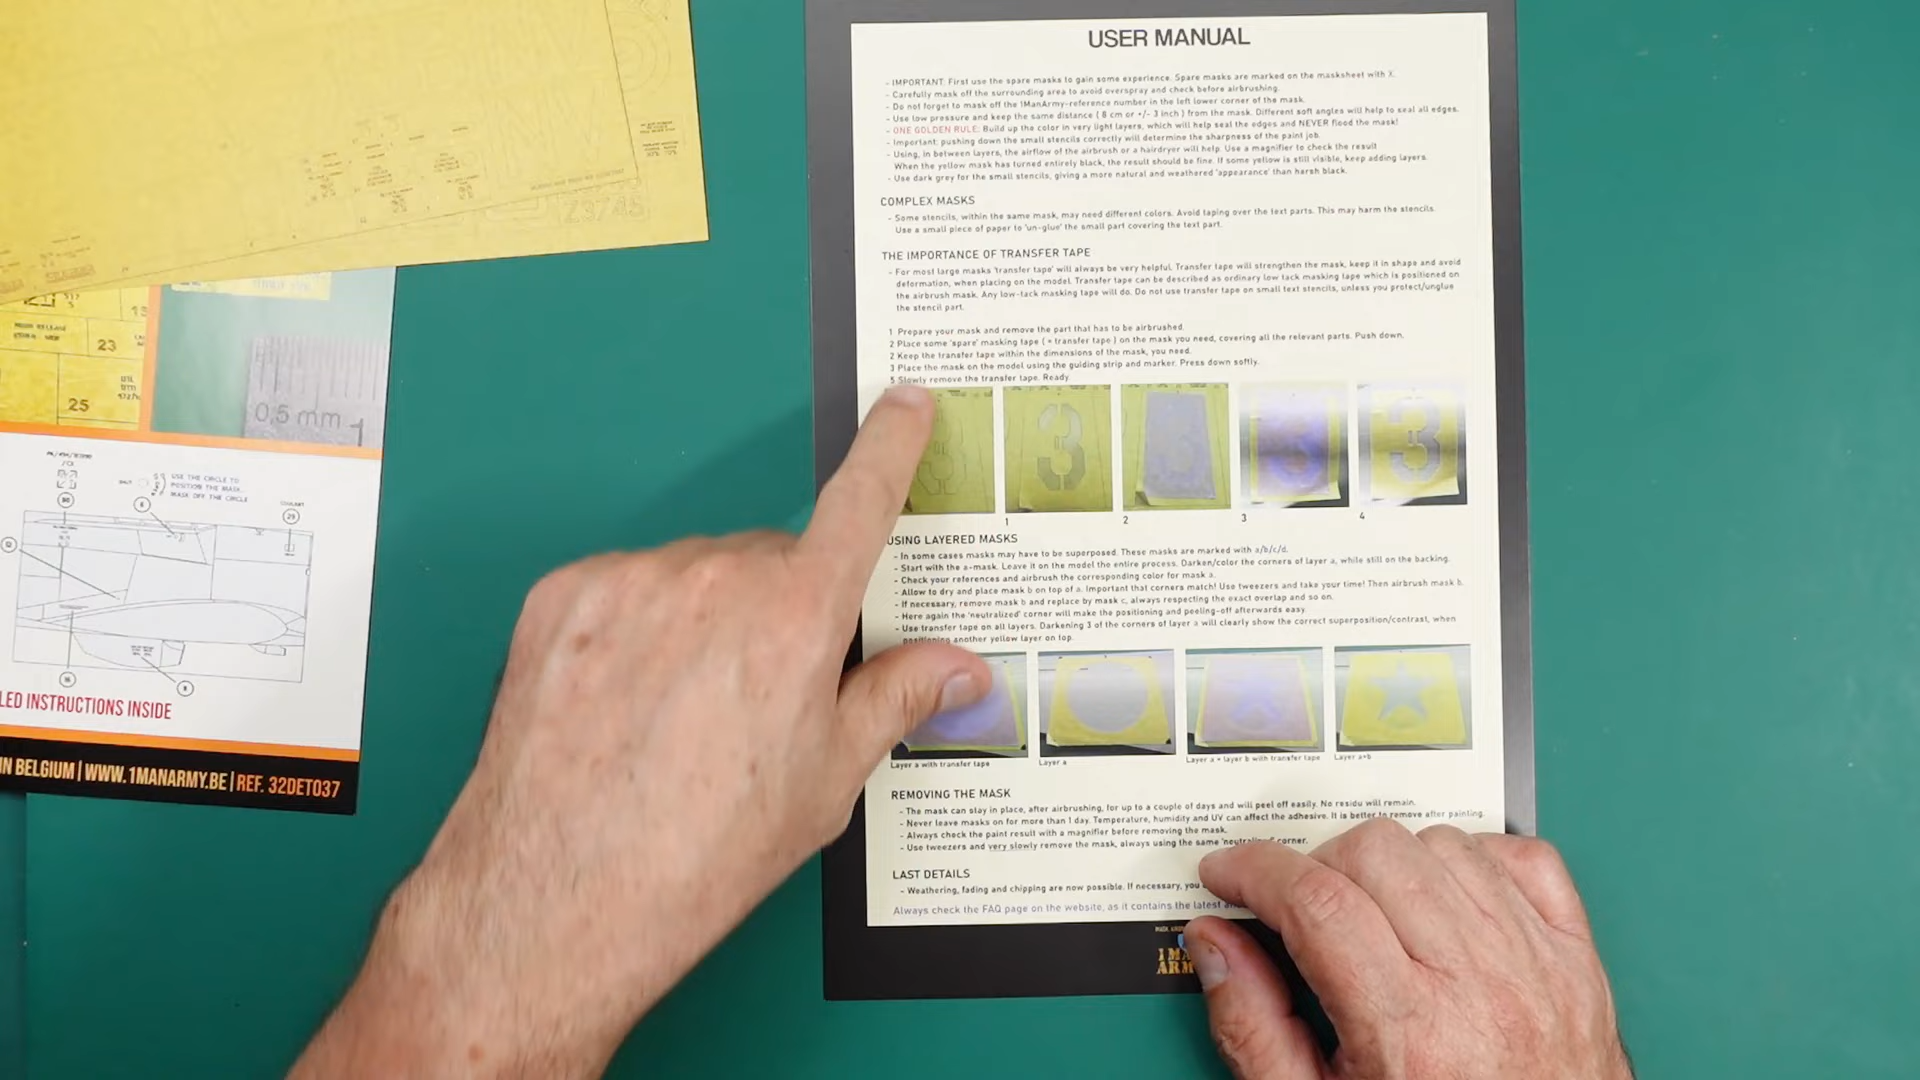 USER MANUAL
- IMPORTANT: First use the spare masks to gain some experience. Spare masks are marked on the masksheet with X.
- Carefully mask off the surrounding area to avoid overspray and check before airbrushing.
- Do not forget to mask off the 1ManArmy-reference number in the left lower corner of the mask.
- Use low pressure and keep the same distance ( 8 cm or +/- 3 inch ) from the mask. Different soft angles will help to seal all edges.
- ONE GOLDEN RULE: Build up the color in very light layers, which will help seal the edges and NEVER flood the mask!
- Important: pushing down the small stencils correctly will determine the sharpness of the paint job.
- Using, in between layers, the airflow of the airbrush or a hairdryer will help. Use a magnifier to check the result
When the yellow mask has turned entirely black, the result should be fine. If some yellow is still visible, keep adding layers.
- Use dark grey for the small stencils, giving a more natural and weathered 'appearance' than harsh black.
COMPLEX MASKS
- Some stencils, within the same mask, may need different colors. Avoid taping over the text parts. This may harm the stencils.
Use a small piece of paper to 'un-glue' the small part covering the text part.
THE IMPORTANCE OF TRANSFER TAPE
- For most large masks 'transfer tape' will always be very helpful. Transfer tape will strengthen the mask, keep it in shape and avoid
deformation, when placing on the model. Transfer tape can be described as ordinary low tack masking tape which is positioned on
the airbrush mask. Any low-tack masking tape will do. Do not use transfer tape on small text stencils, unless you protect/unglue
the stencil part.
1 Prepare your mask and remove the part that has to be airbrushed.
2 Place some 'spare' masking tape ( = transfer tape ) on the mask you need, covering all the relevant parts. Push down.
2 Keep the transfer tape within the dimensions of the mask, you need.
3 Place the mask on the model using the guiding strip and marker. Press down softly.
5 Slowly remove the transfer tape. Ready.
3 3 3 3
1 2 3 4
USING LAYERED MASKS
- In some cases masks may have to be superposed. These masks are marked with a/b/c/d.
- Start with the a-mask. Leave it on the model the entire process. Darken/color the corners of layer a, while still on the backing.
- Check your references and airbrush the corresponding color for mask a.
- Allow to dry and place mask b on top of a. Important that corners match! Use tweezers and take your time! Then airbrush mask b.
- If necessary, remove mask b and replace by mask c, always respecting the exact overlap and so on.
- Here again the 'neutralized' corner will make the positioning and peeling-off afterwards easy.
- Use transfer tape on all layers. Darkening 3 of the corners of layer a will clearly show the correct superposition/contrast, when
positioning another yellow layer on top.
Layer a with transfer tape
Layer a
Layer a + layer b with transfer tape
Layer a+b
REMOVING THE MASK
- The mask can stay in place, after airbrushing, for up to a couple of days and will peel off easily. No residu will remain.
- Never leave masks on for more than 1 day. Temperature, humidity and UV can affect the adhesive. It is better to remove after painting.
- Always check the paint result with a magnifier before removing the mask.
- Use tweezers and very slowly remove the mask, always using the same corner.
LAST DETAILS
- Weathering, fading and chipping are now possible. If necessary, you
Always check the FAQ page on the website, as it contains the latest
23745
23
25
0,5 mm
1
USE THE CIRCLE TO
POSITION THE MASK.
MASK OFF THE CIRCLE
COOLANT
29
LED INSTRUCTIONS INSIDE
IN BELGIUM | WWW.1MANARMY.BE | REF. 32DET037